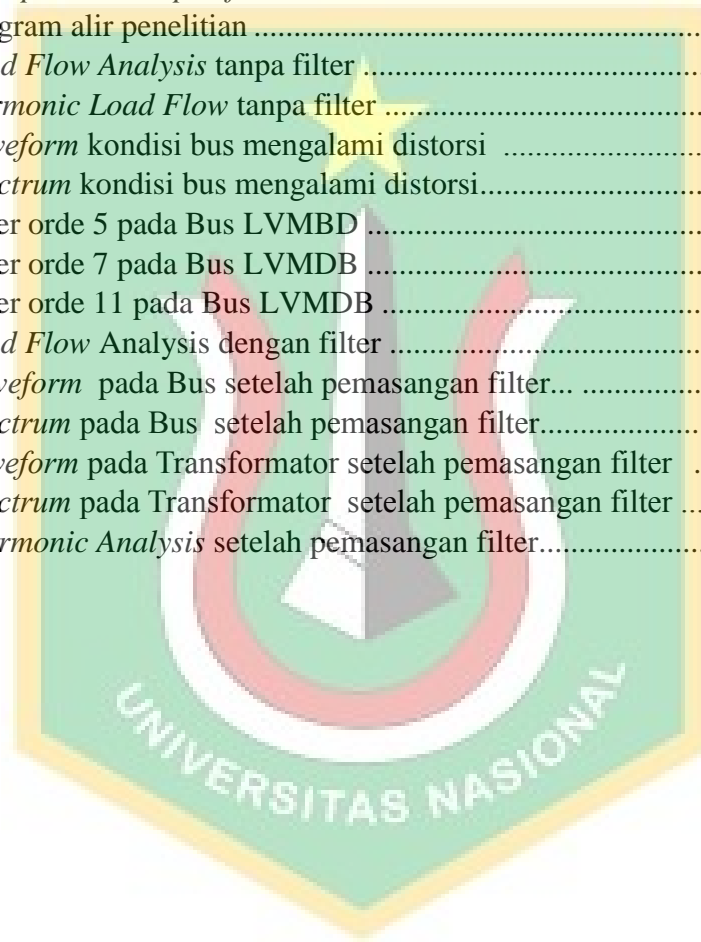 gram alir penelitian ........................................................
d Flow Analysis tanpa filter ..........................................
rmonic Load Flow tanpa filter .......................................
veform kondisi bus mengalami distorsi .........................
ctrum kondisi bus mengalami distorsi............................
er orde 5 pada Bus LVMBD ..........................................
er orde 7 pada Bus LVMDB ..........................................
er orde 11 pada Bus LVMDB ........................................
d Flow Analysis dengan filter .......................................
veform pada Bus setelah pemasangan filter... ...............
ctrum pada Bus setelah pemasangan filter.....................
veform pada Transformator setelah pemasangan filter .
ctrum pada Transformator setelah pemasangan filter ...
rmonic Analysis setelah pemasangan filter.....................
UNIVERSITAS NASIONAL